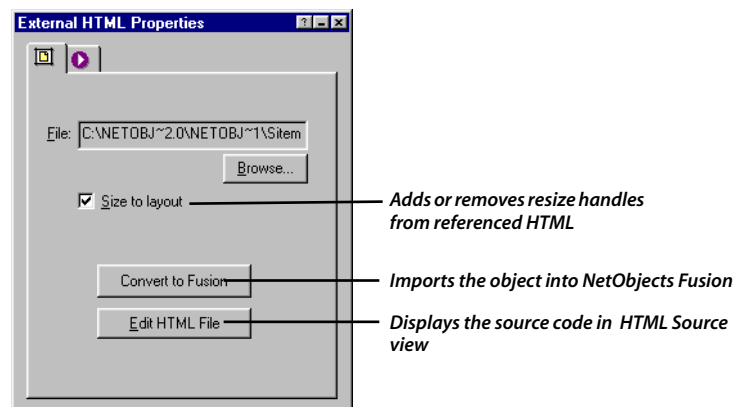 External HTML Properties
File: C:\NETOBJ~2.0\NETOBJ~1\Sitem
Browse...
Size to layout
Adds or removes resize handles
from referenced HTML
Convert to Fusion
Imports the object into NetObjects Fusion
Edit HTML File
Displays the source code in HTML Source
view